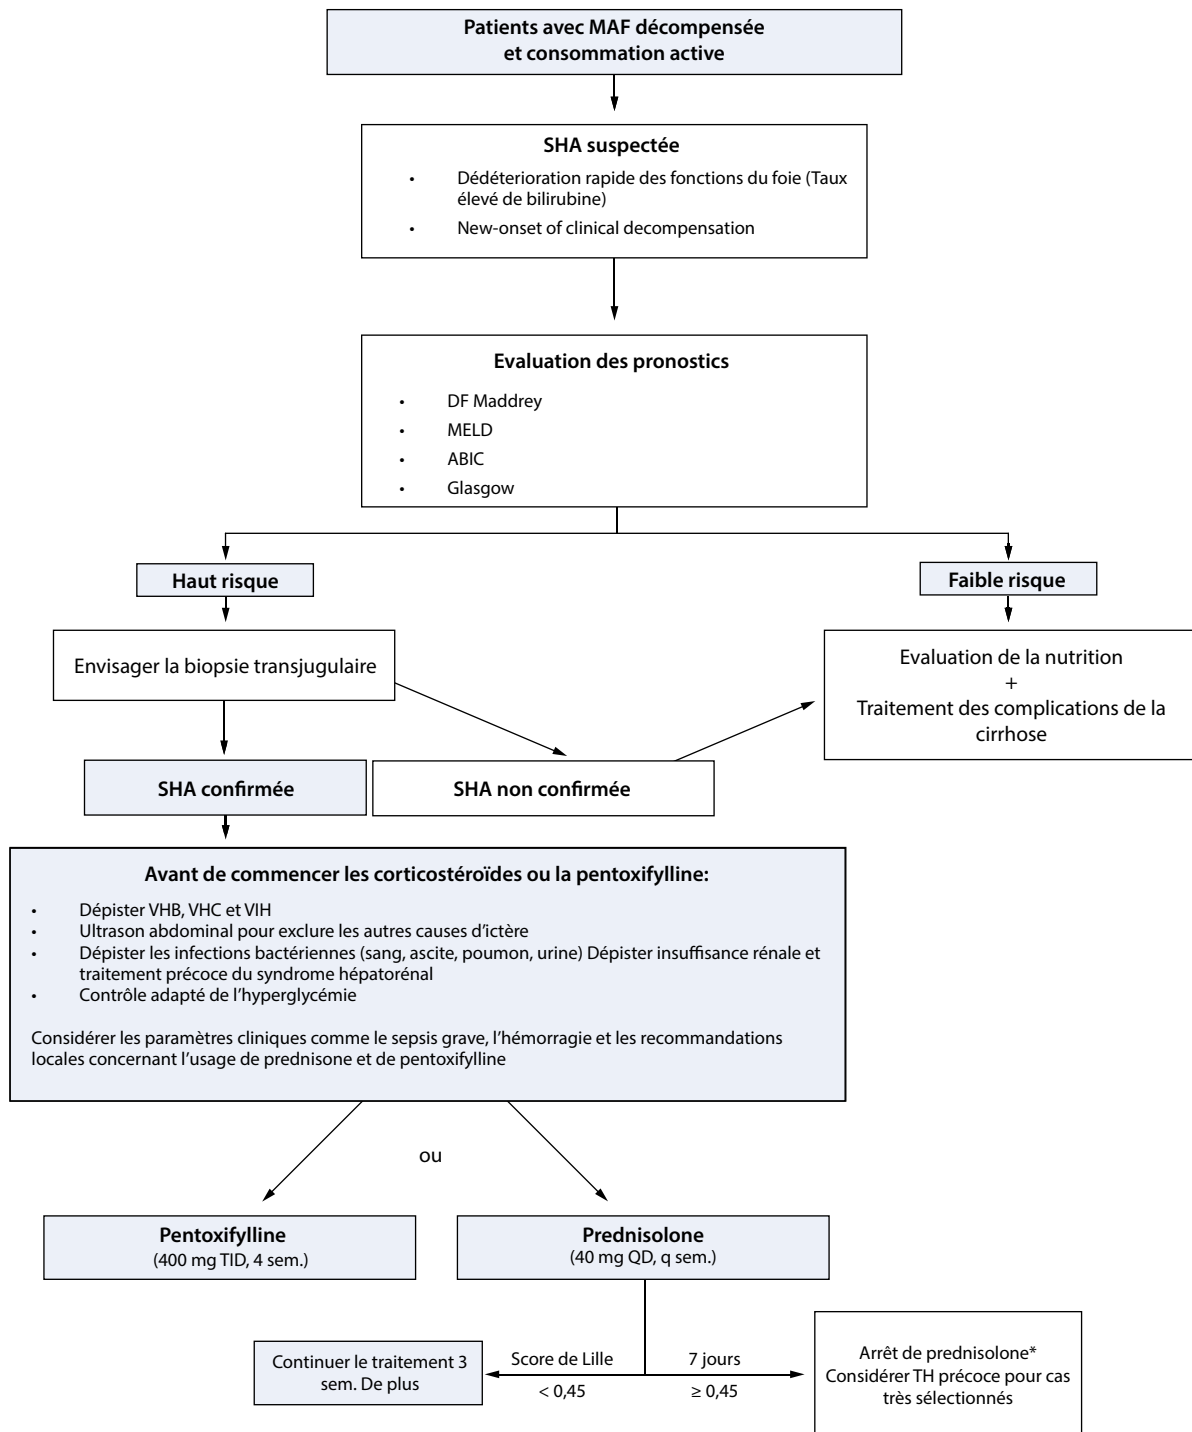 Patients avec MAF décompensée
et consommation active
SHA suspectée
• Dédéterioration rapide des fonctions du foie (Taux
élevé de bilirubine)
• New-onset of clinical decompensation
Evaluation des pronostics
• DF Maddrey
• MELD
• ABIC
• Glasgow
Haut risque
Faible risque
Envisager la biopsie transjugulaire
Evaluation de la nutrition
+
Traitement des complications de la
cirrhose
SHA confirmée
SHA non confirmée
Avant de commencer les corticostéroïdes ou la pentoxifylline:
• Dépister VHB, VHC et VIH
• Ultrason abdominal pour exclure les autres causes d’ictère
• Dépister les infections bactériennes (sang, ascite, poumon, urine) Dépister insuffisance rénale et
traitement précoce du syndrome hépatorénal
• Contrôle adapté de l’hyperglycémie
Considérer les paramètres cliniques comme le sepsis grave, l’hémorragie et les recommandations
locales concernant l’usage de prednisone et de pentoxifylline
ou
Pentoxifylline
(400 mg TID, 4 sem.)
Prednisolone
(40 mg QD, q sem.)
Continuer le traitement 3
sem. De plus
Score de Lille
< 0,45
7 jours
≥ 0,45
Arrêt de prednisolone*
Considérer TH précoce pour cas
très sélectionnés